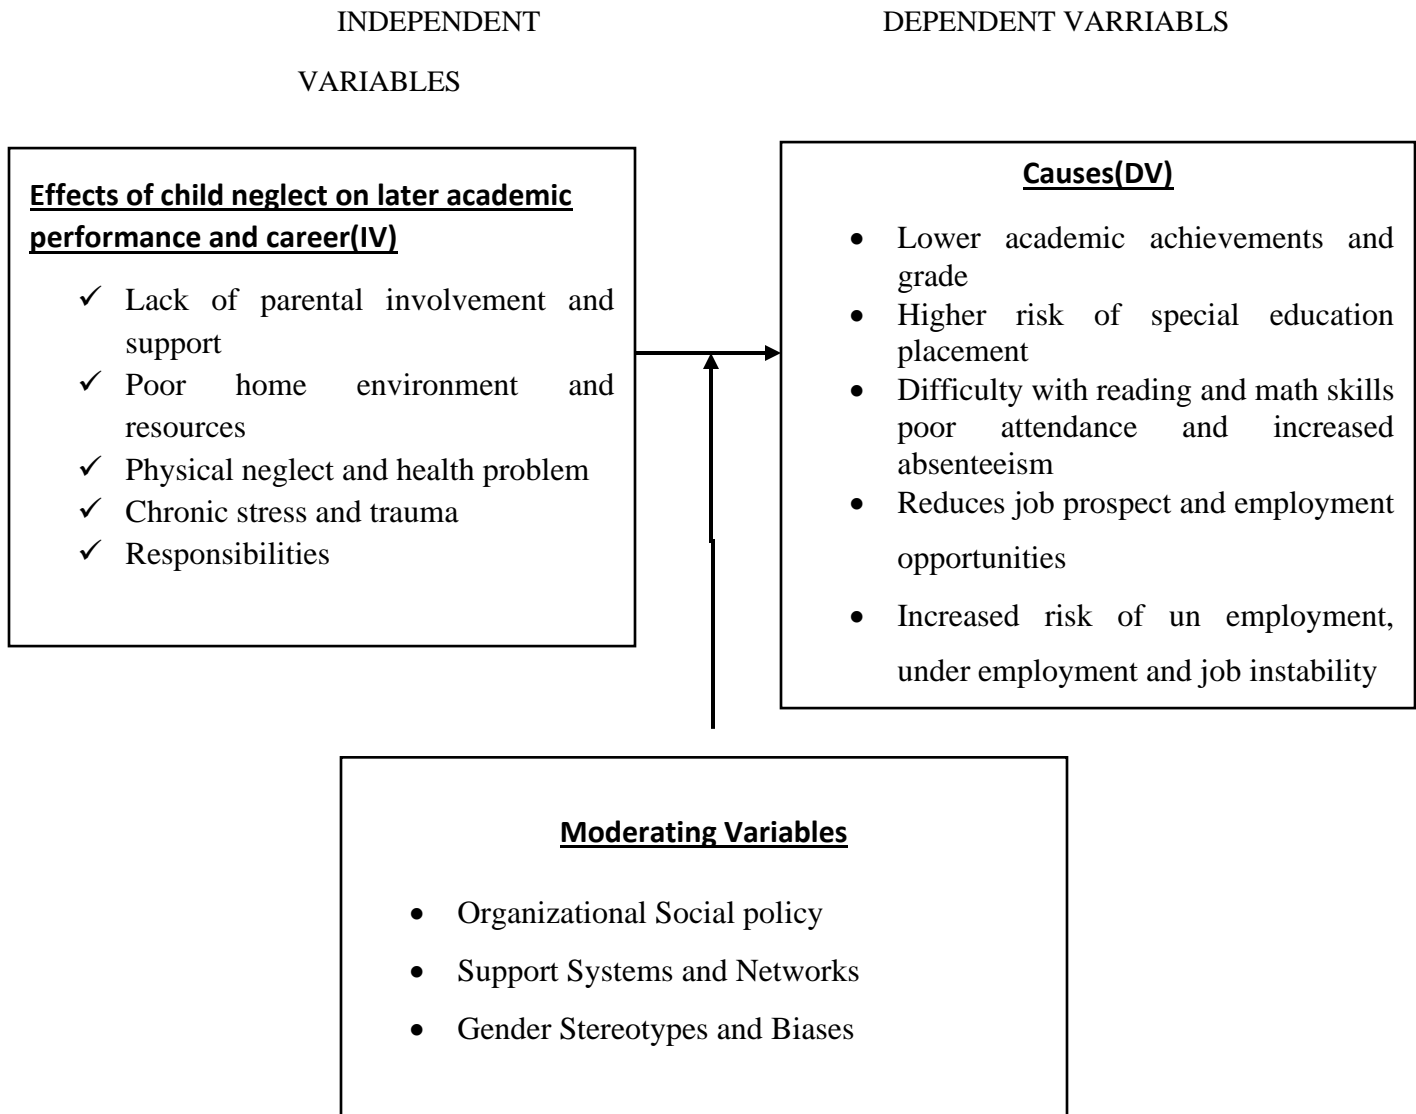 INDEPENDENT
VARIABLES
DEPENDENT VARRIABLS
Effects of child neglect on later academic
performance and career(IV)
✓ Lack of parental involvement and
support
✓ Poor home environment and
resources
✓ Physical neglect and health problem
✓ Chronic stress and trauma
✓ Responsibilities
Causes(DV)
• Lower academic achievements and
grade
• Higher risk of special education
placement
• Difficulty with reading and math skills
poor attendance and increased
absenteeism
• Reduces job prospect and employment
opportunities
• Increased risk of un employment,
under employment and job instability
Moderating Variables
• Organizational Social policy
• Support Systems and Networks
• Gender Stereotypes and Biases